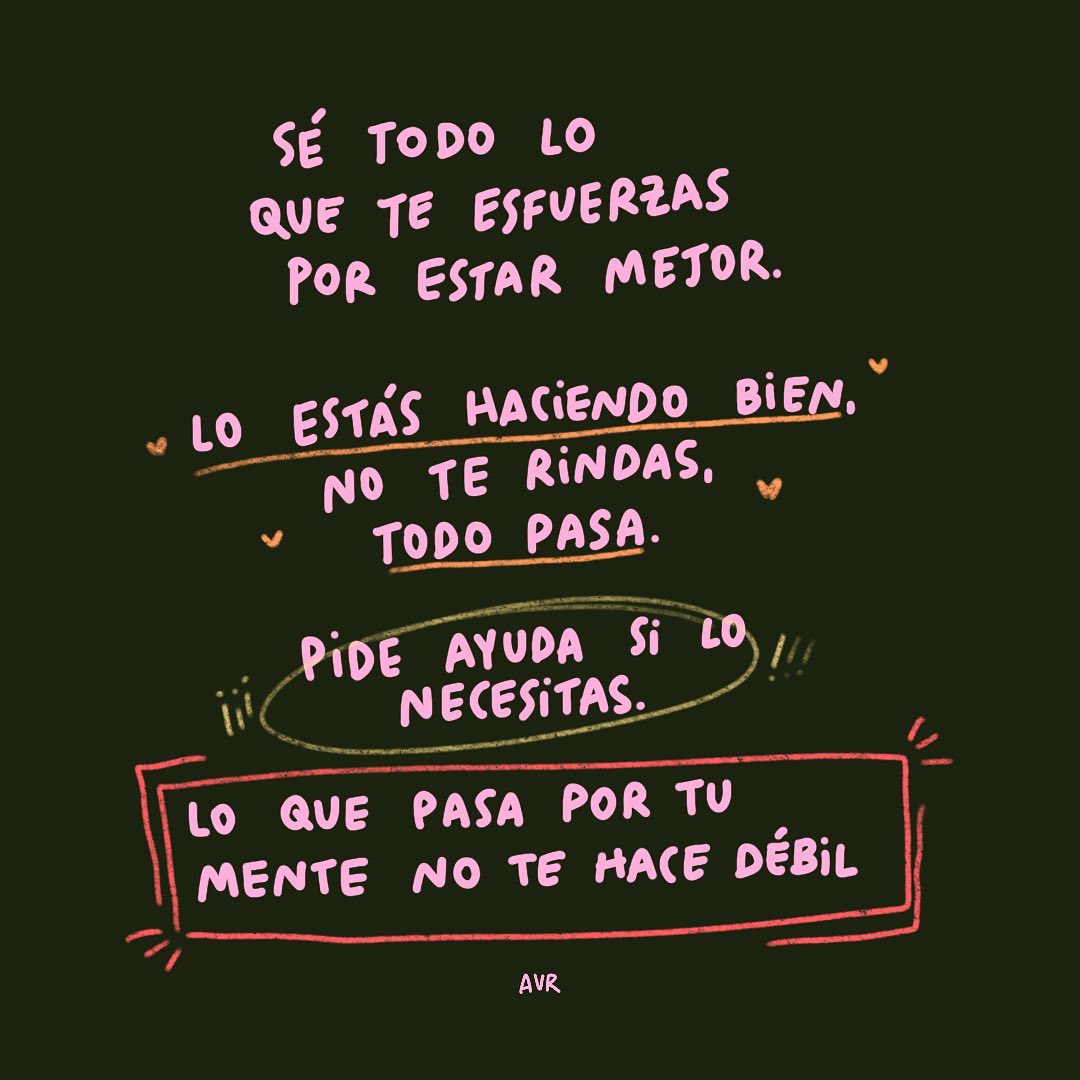 SÉ TODO LO
QUE TE ESFUERZAS
POR ESTAR MEJOR.
LO ESTÁS HACIENDO BIEN,
NO TE RINDAS,
TODO PASA.
PIDE AYUDA SI LO
¡¡¡ NECESITAS. !!!
LO QUE PASA POR TU
MENTE NO TE HACE DÉBIL
AVR